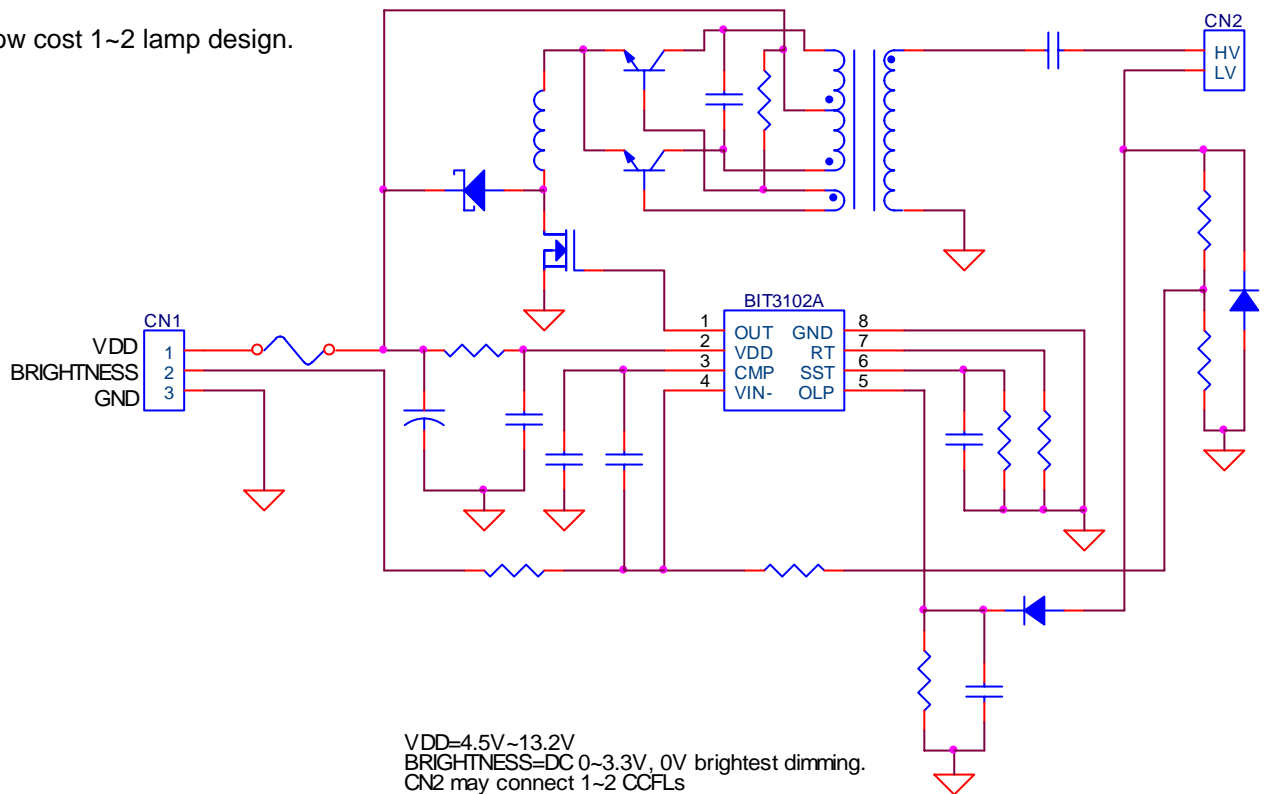 ow cost 1~2 lamp design.
CN2
HV
LV
BIT3102A
1 OUT GND 8
2 VDD RT 7
3 CMP SST 6
4 VIN- OLP 5
CN1
VDD 1
BRIGHTNESS 2
GND 3
VDD=4.5V~13.2V
BRIGHTNESS=DC 0~3.3V, 0V brightest dimming.
CN2 may connect 1~2 CCFLs